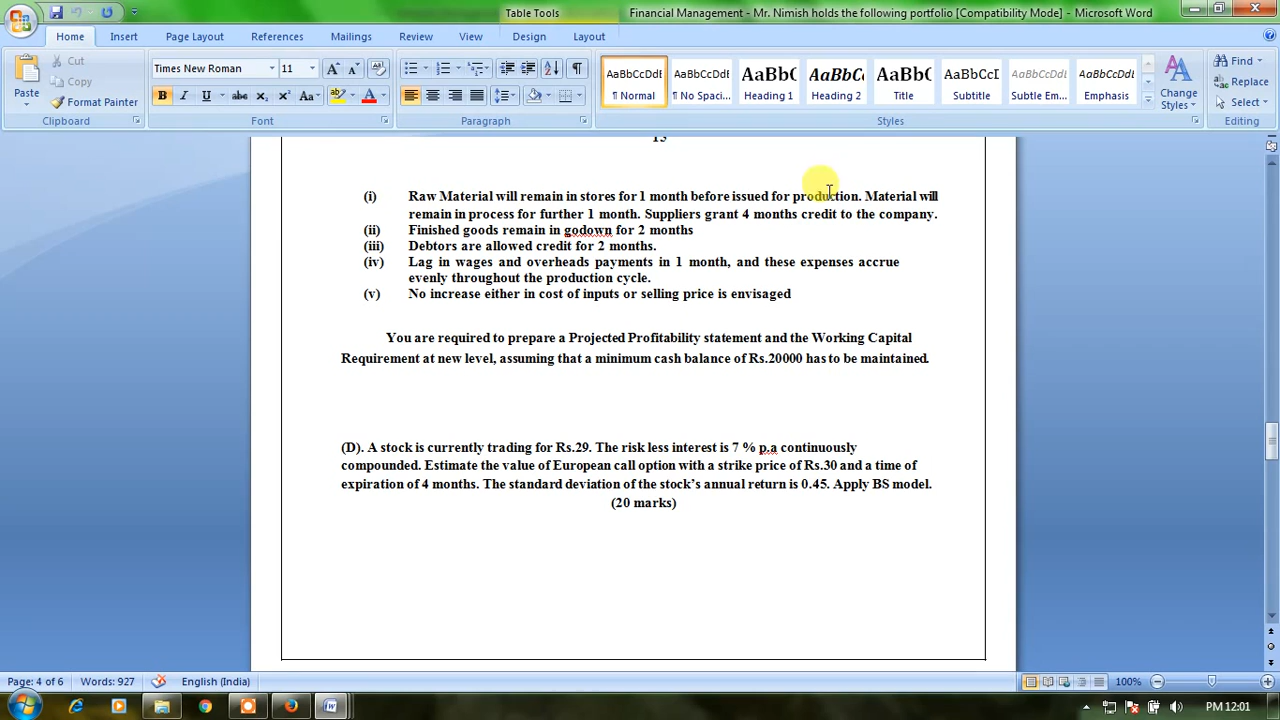 Table Tools
Financial Management - Mr. Nimish holds the following portfolio [Compatibility Mode] - Microsoft Word
Home Insert Page Layout References Mailings Review View Design Layout
Paste
Cut
Copy
Format Painter
Clipboard
Times New Roman 11
Font
Paragraph
AaBbCcDdE AaBbCcDdE AaBbC AaBbCc AaBbC AaBbCcI AaBbCcDdE AaBbCcDdE
¶ Normal ¶ No Spaci... Heading 1 Heading 2 Title Subtitle Subtle Em... Emphasis
Change Styles
Styles
Find
Replace
Select
Editing
(i) Raw Material will remain in stores for 1 month before issued for production. Material will
remain in process for further 1 month. Suppliers grant 4 months credit to the company.
(ii) Finished goods remain in godown for 2 months
(iii) Debtors are allowed credit for 2 months.
(iv) Lag in wages and overheads payments in 1 month, and these expenses accrue
evenly throughout the production cycle.
(v) No increase either in cost of inputs or selling price is envisaged
You are required to prepare a Projected Profitability statement and the Working Capital
Requirement at new level, assuming that a minimum cash balance of Rs.20000 has to be maintained.
(D). A stock is currently trading for Rs.29. The risk less interest is 7 % p.a continuously
compounded. Estimate the value of European call option with a strike price of Rs.30 and a time of
expiration of 4 months. The standard deviation of the stock's annual return is 0.45. Apply BS model.
(20 marks)
Page: 4 of 6 Words: 927 English (India) 100%
PM 12:01